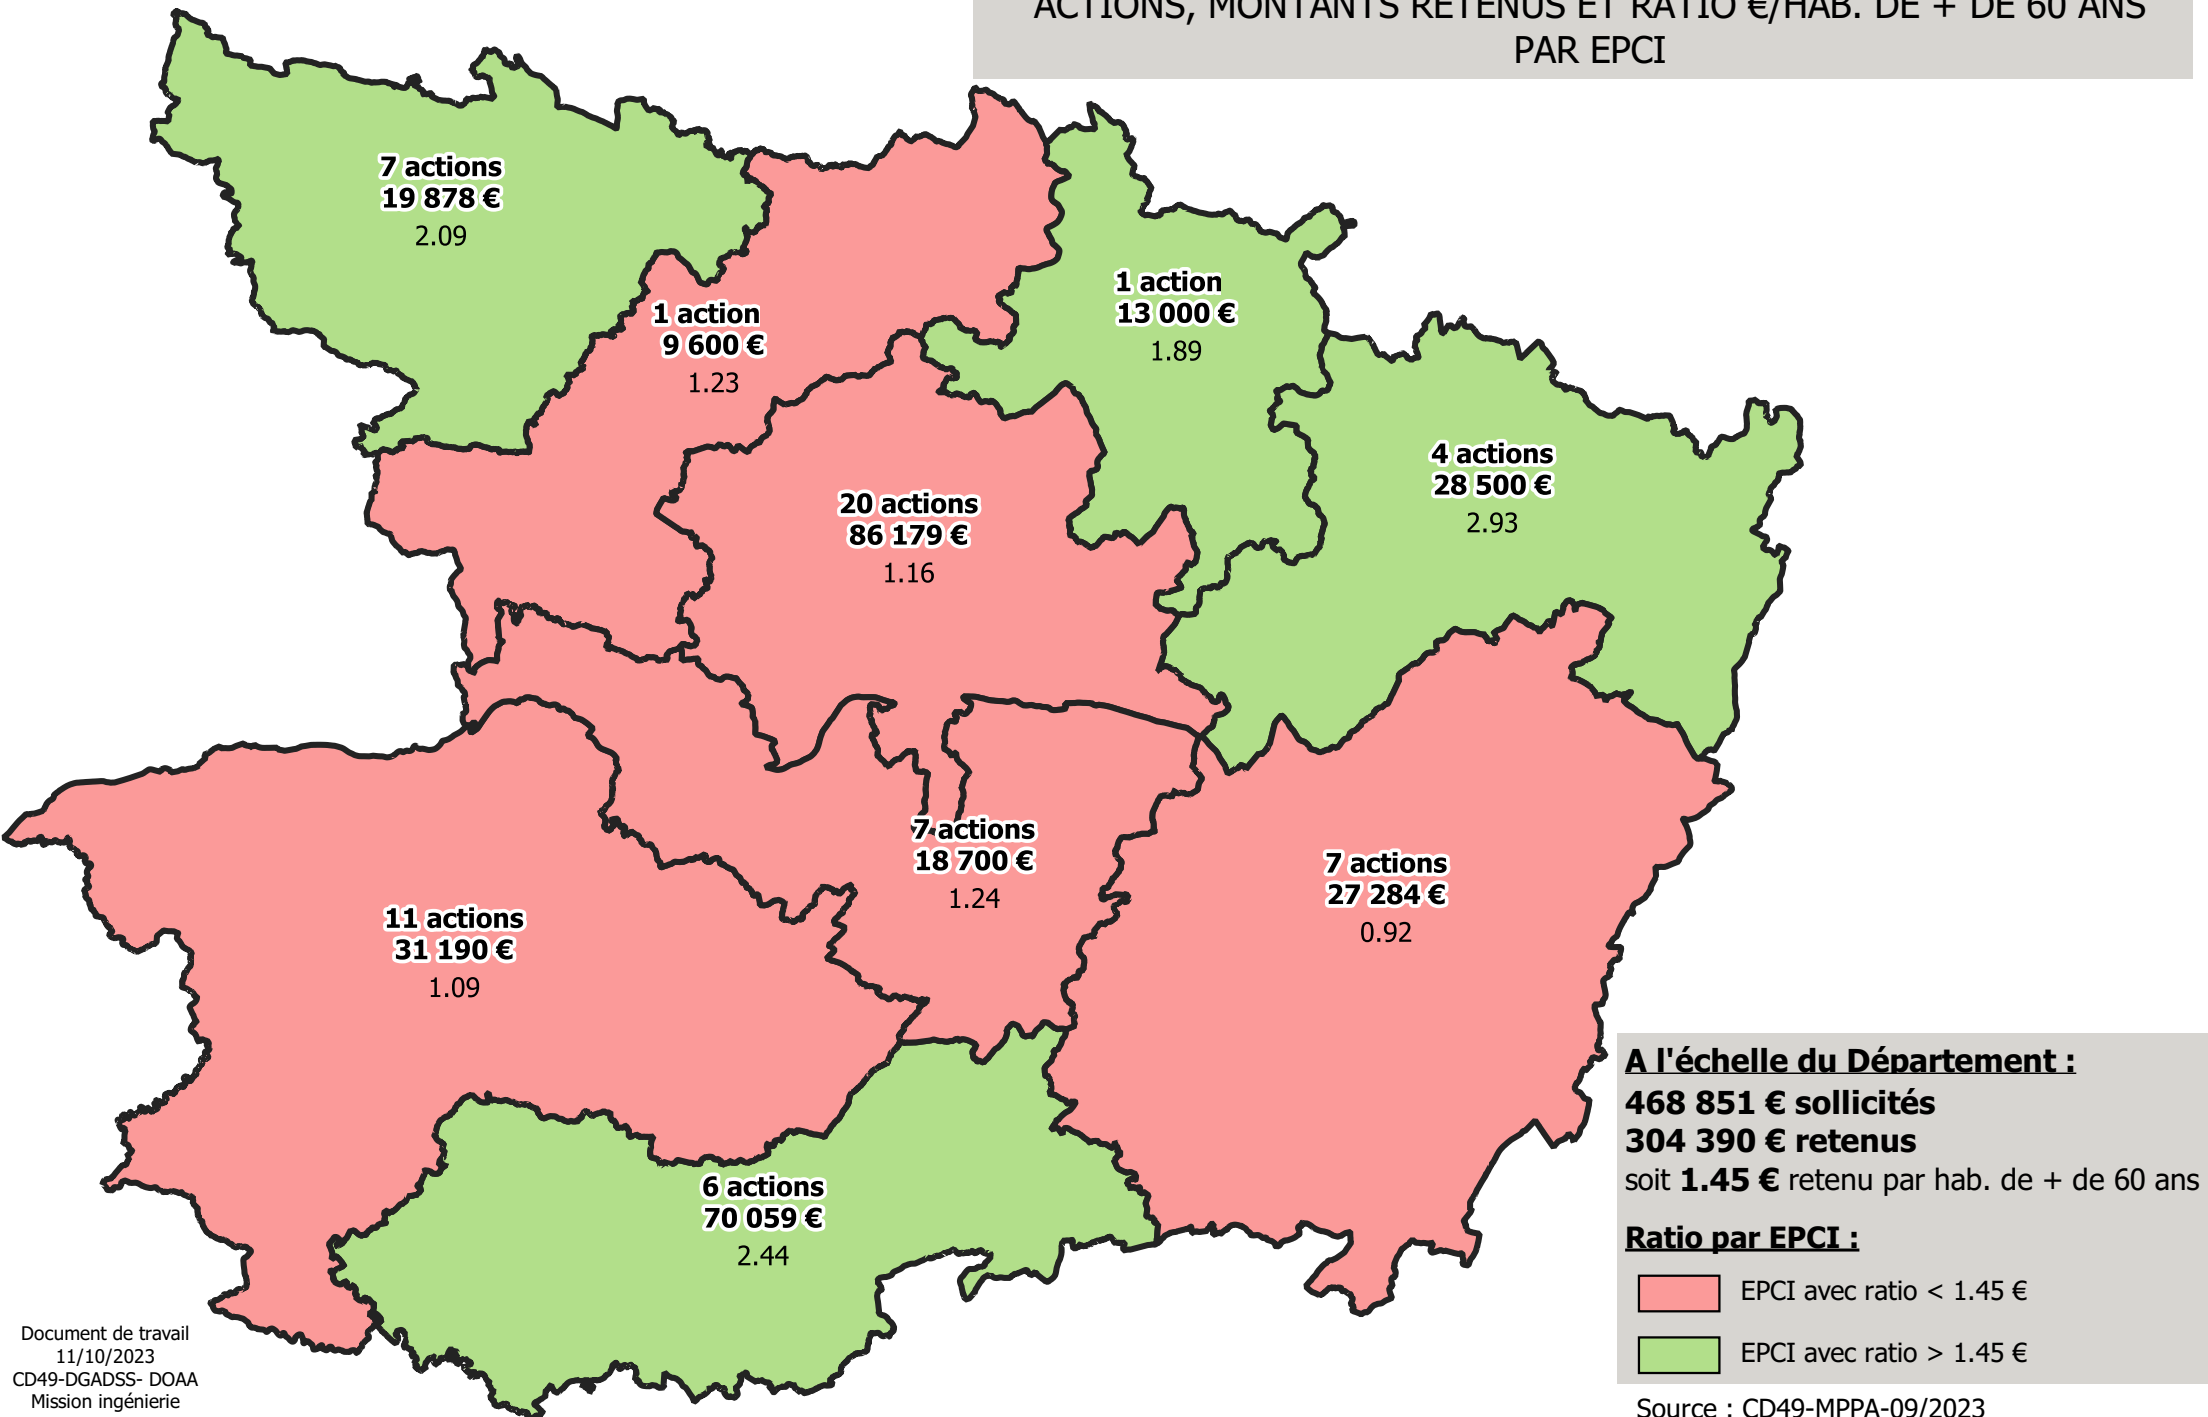 ACTIONS, MONTANTS RETENUS ET RATIO €/HAB. DE + DE 60 ANS
PAR EPCI
7 actions
19 878 €
2.09
1 action
9 600 €
1.23
1 action
13 000 €
1.89
4 actions
28 500 €
2.93
20 actions
86 179 €
1.16
7 actions
18 700 €
1.24
7 actions
27 284 €
0.92
11 actions
31 190 €
1.09
6 actions
70 059 €
2.44
A l'échelle du Département :
468 851 € sollicités
304 390 € retenus
soit 1.45 € retenu par hab. de + de 60 ans
Ratio par EPCI :
EPCI avec ratio < 1.45 €
EPCI avec ratio > 1.45 €
Source : CD49-MPPA-09/2023
Document de travail
11/10/2023
CD49-DGADSS- DOAA
Mission ingénierie